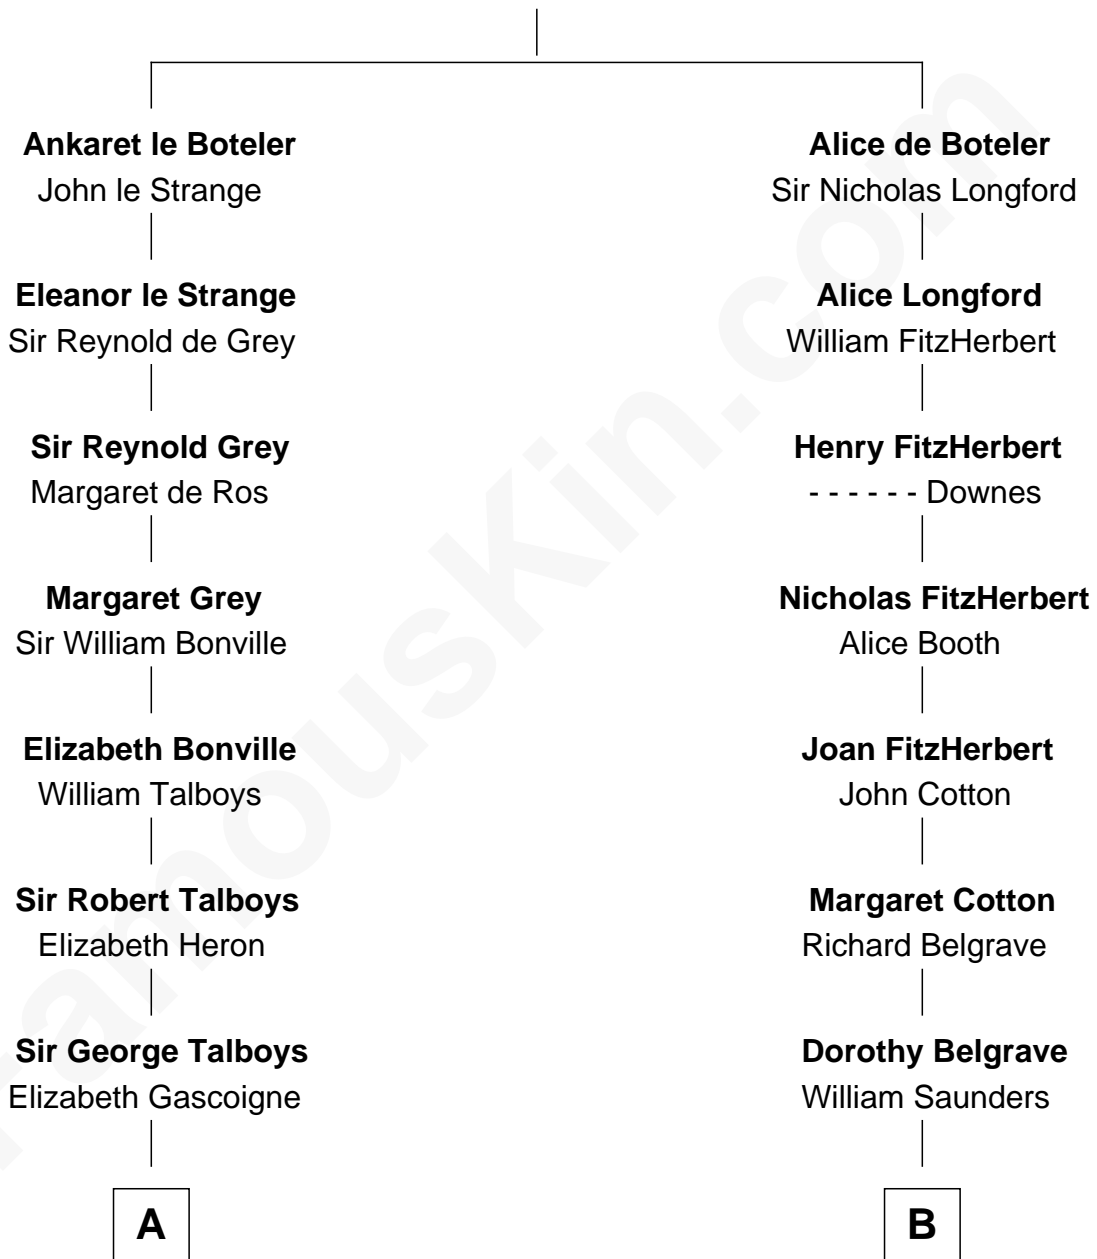 Ankaret le Boteler
John le Strange
Eleanor le Strange
Sir Reynold de Grey
Sir Reynold Grey
Margaret de Ros
Margaret Grey
Sir William Bonville
Elizabeth Bonville
William Talboys
Sir Robert Talboys
Elizabeth Heron
Sir George Talboys
Elizabeth Gascoigne
A
Alice de Boteler
Sir Nicholas Longford
Alice Longford
William FitzHerbert
Henry FitzHerbert
- - - - - - Downes
Nicholas FitzHerbert
Alice Booth
Joan FitzHerbert
John Cotton
Margaret Cotton
Richard Belgrave
Dorothy Belgrave
William Saunders
B
FamousKin.com